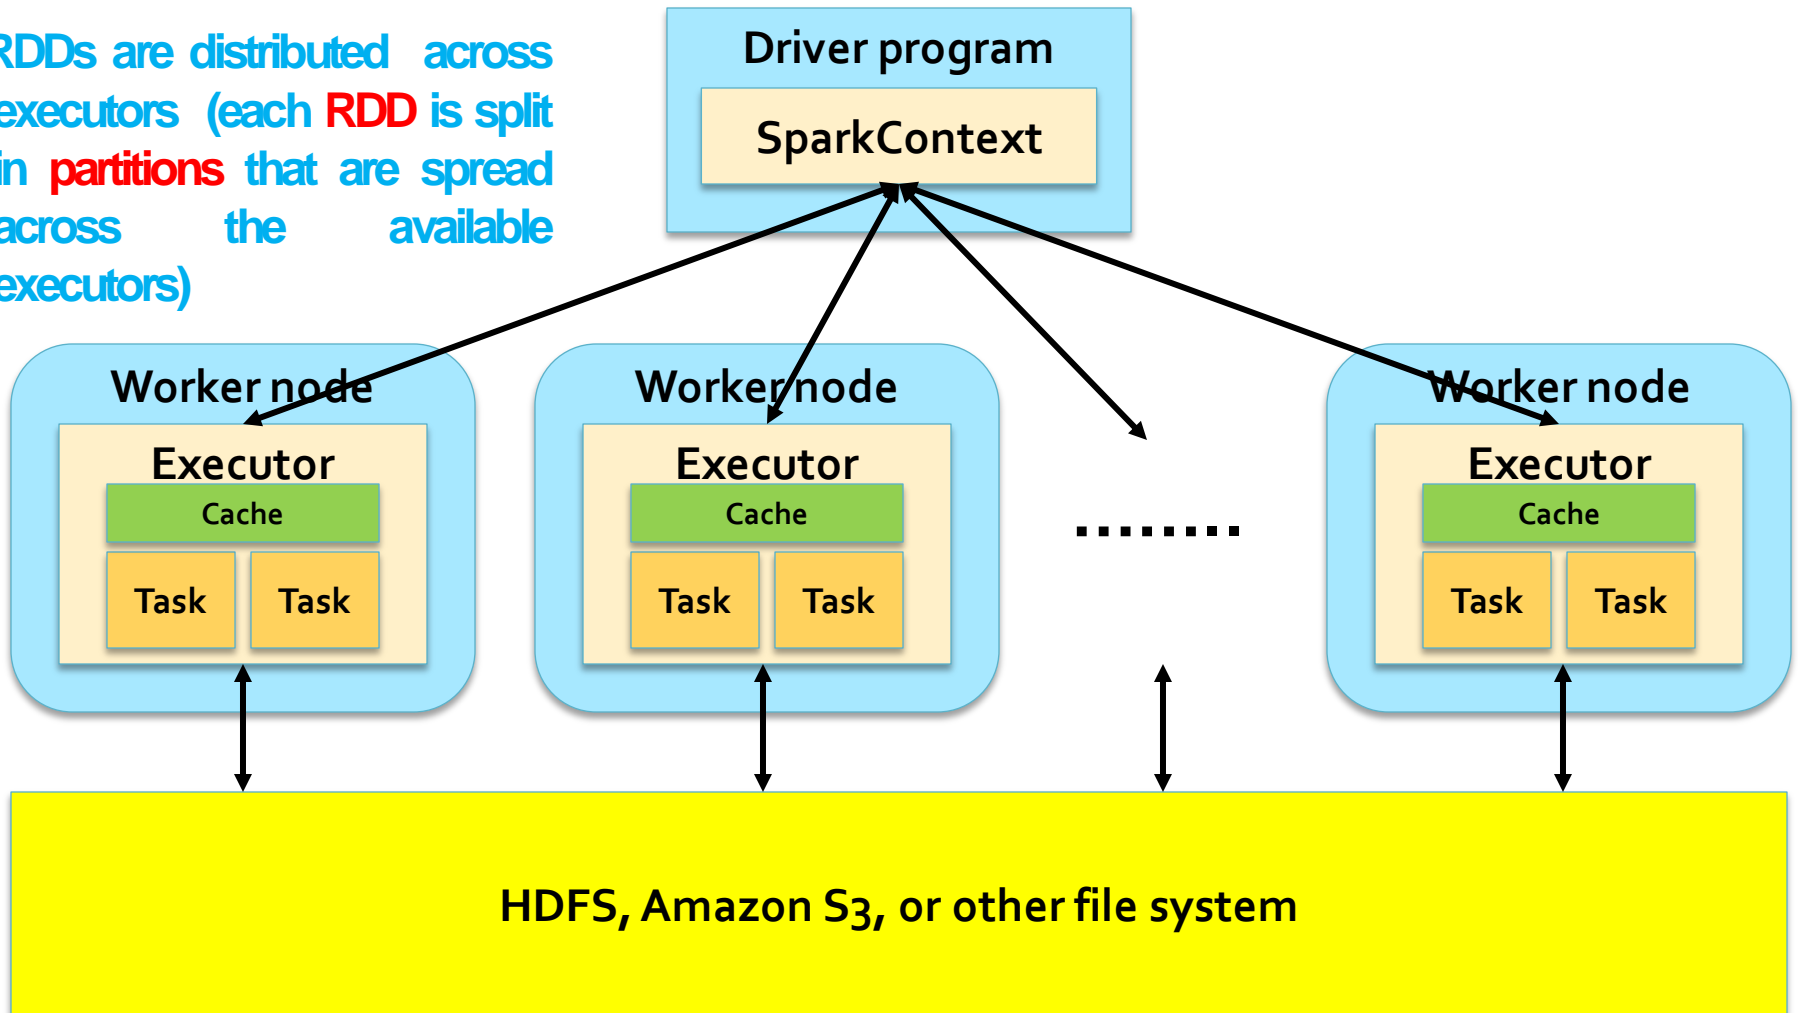 RDDs are distributed across
executors (each RDD is split
in partitions that are spread
across the available
executors)
Driver program
SparkContext
Worker node
Worker node
Worker node
Executor
Executor
Executor
Cache
Cache
Cache
Task Task
Task Task
Task Task
........
HDFS, Amazon S3, or other file system